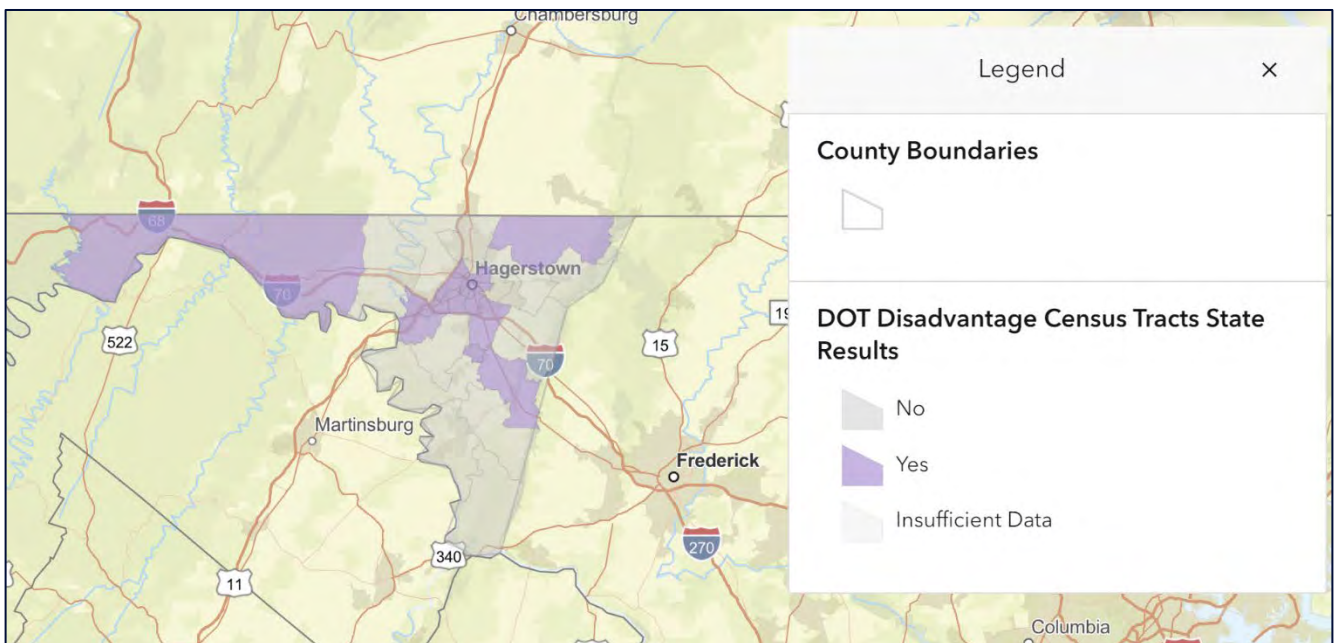 Chambersburg
Legend
×
County Boundaries
68
Hagerstown
70
DOT Disadvantage Census Tracts State
Results
522
15
70
No
Martinsburg
Yes
Frederick
Insufficient Data
340
270
11
Columbia